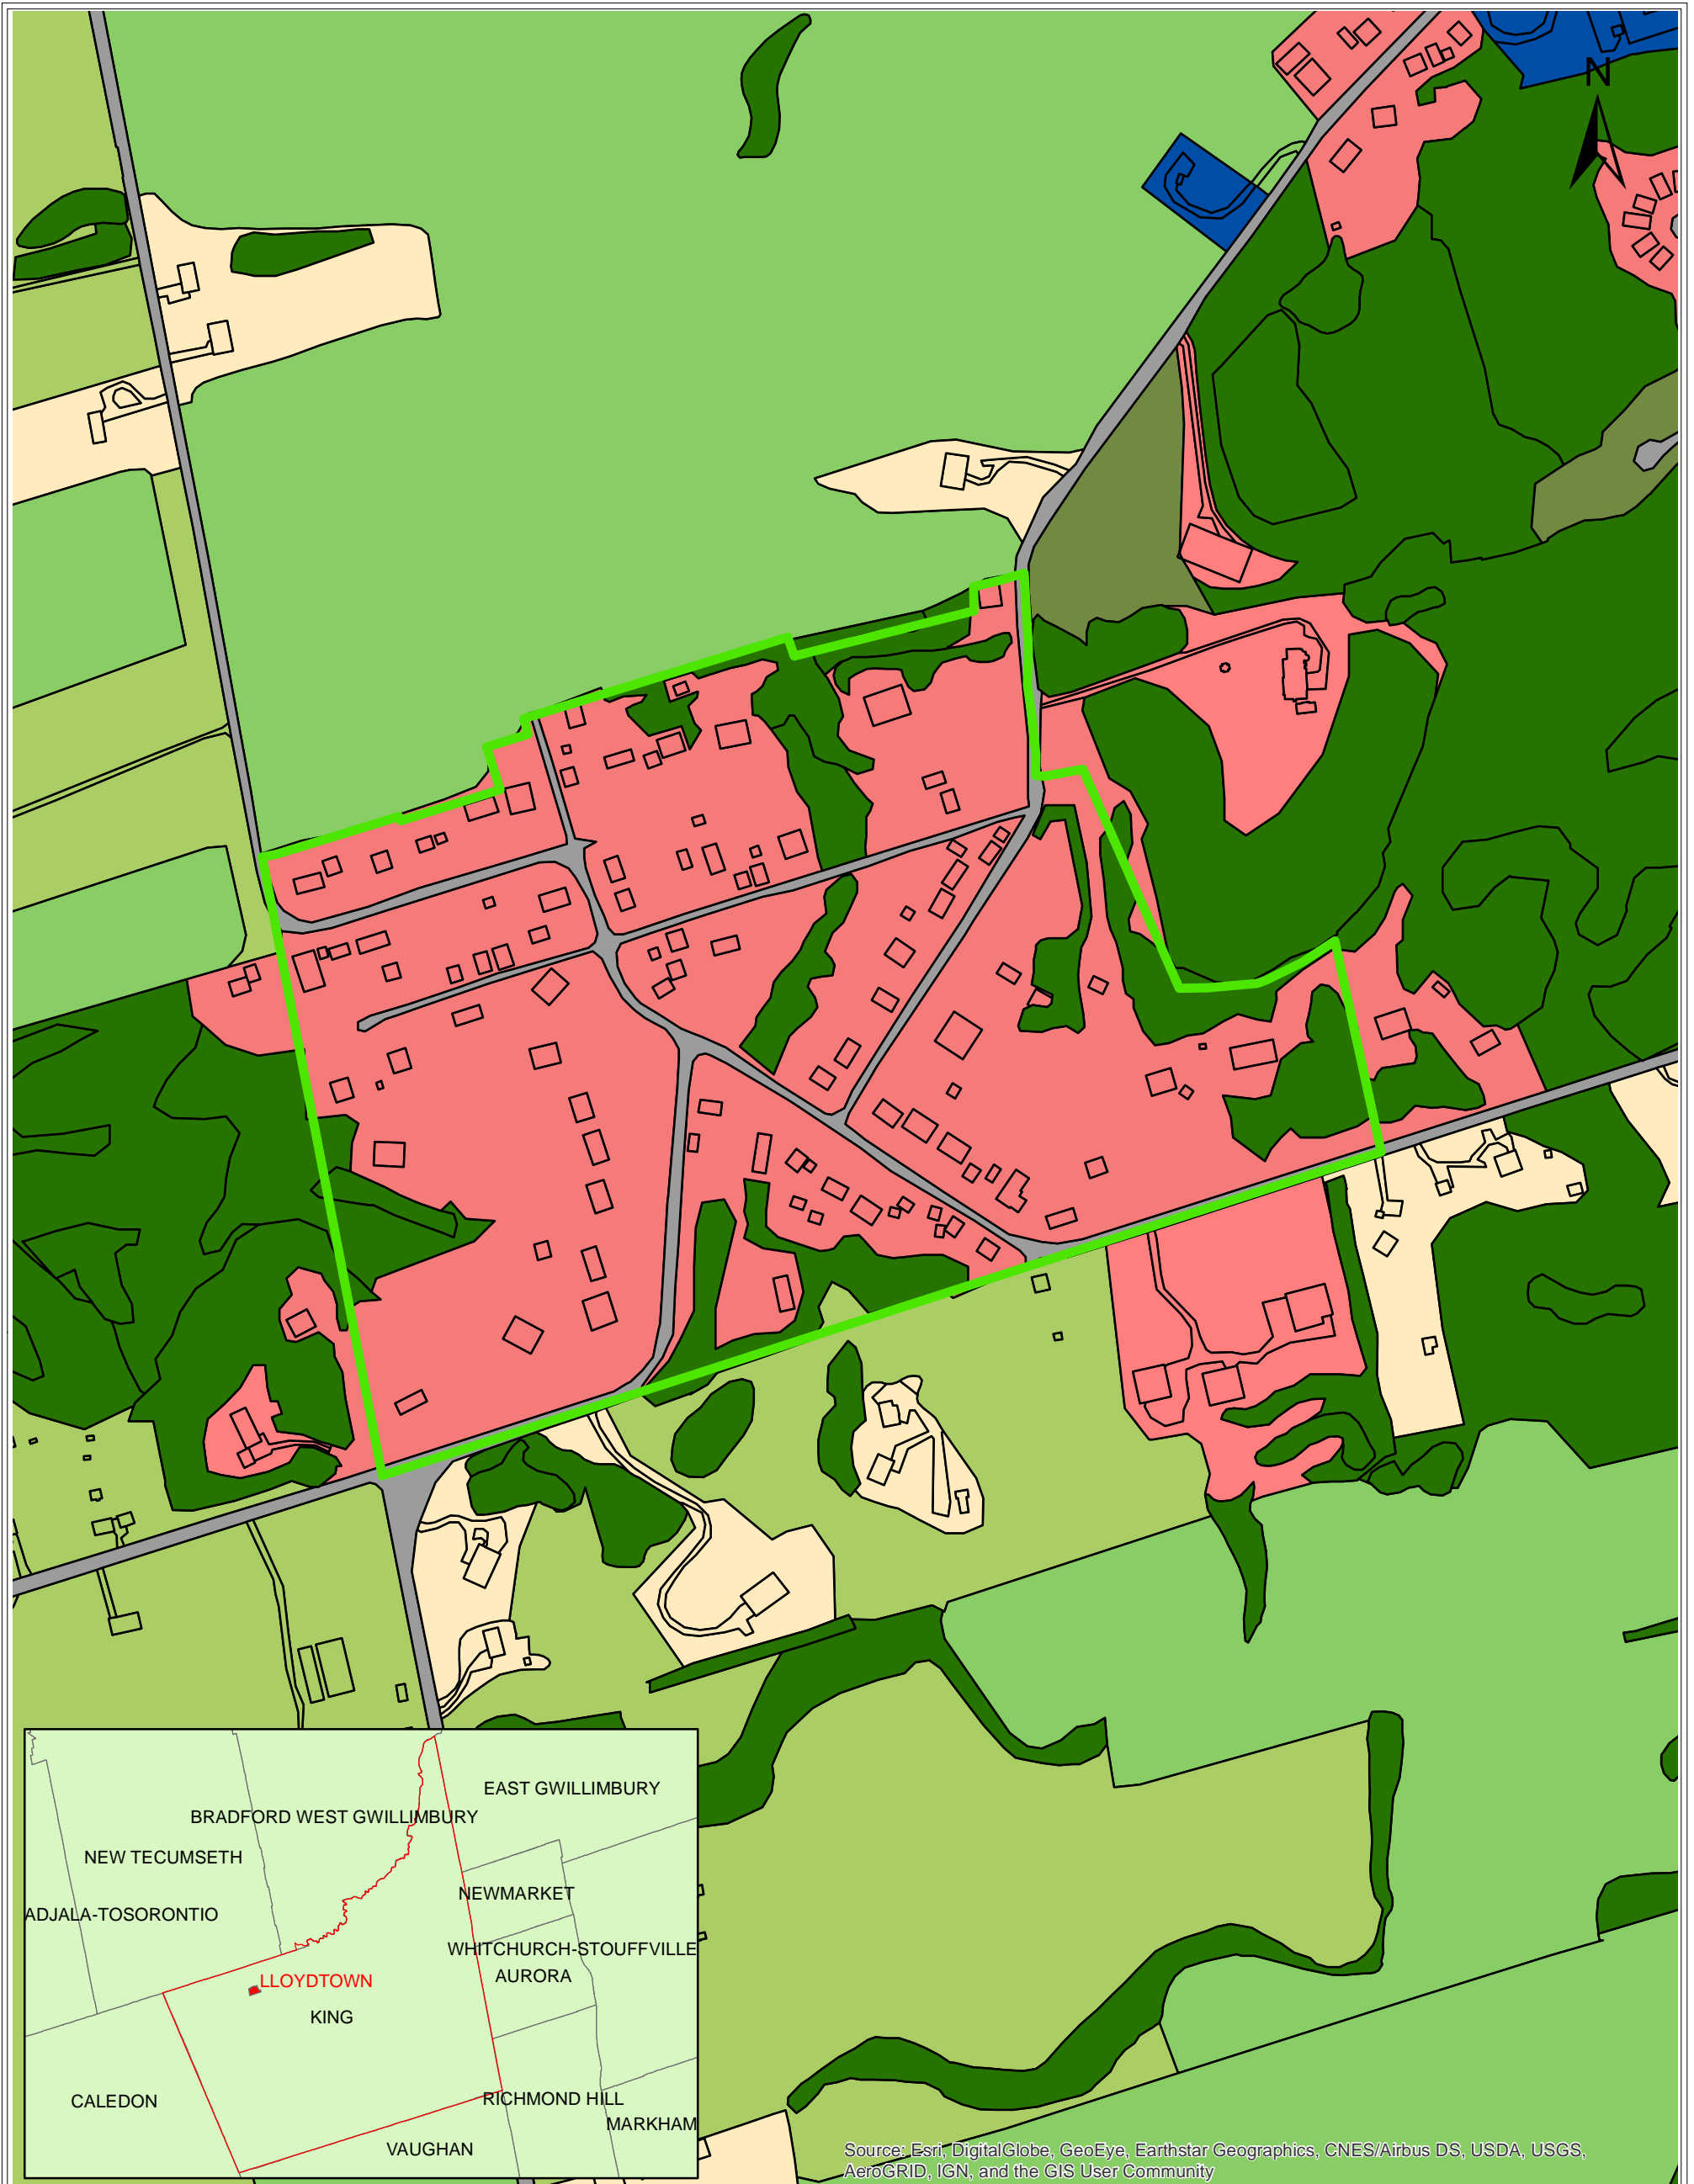 N
EAST GWILLIMBURY
BRADFORD WEST GWILLIMBURY
NEW TECUMSETH
NEWMARKET
ADJALA-TOSORONTIO
WHITCHURCH-STOUFFVILLE
AURORA
LLOYDTOWN
KING
CALEDON
RICHMOND HILL
MARKHAM
VAUGHAN
Source: Esri, DigitalGlobe, GeoEye, Earthstar Geographics, CNES/Airbus DS, USDA, USGS,
AeroGRID, IGN, and the GIS User Community